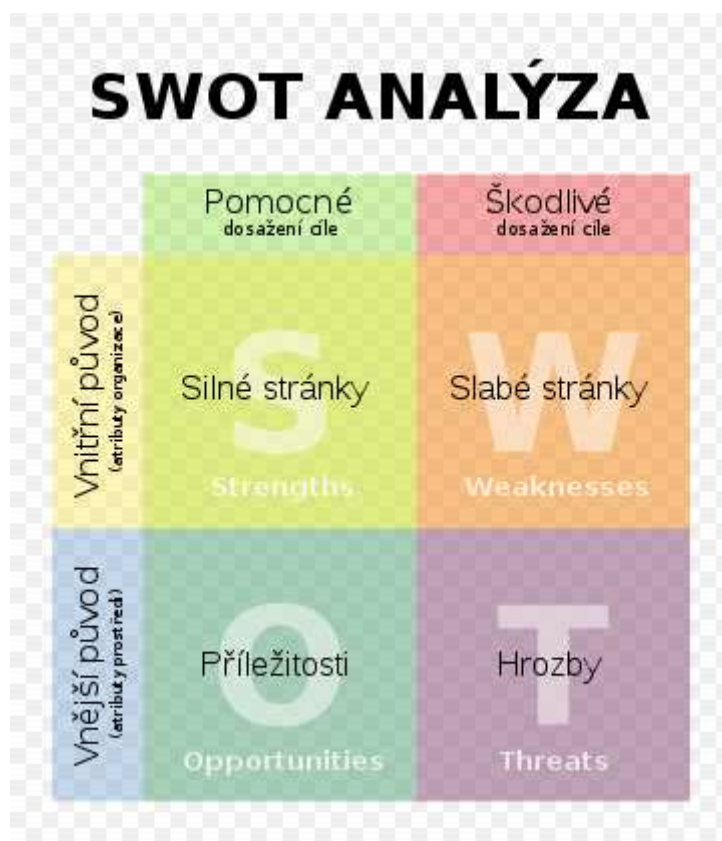 SWOT ANALÝZA
Pomocné
dosažení cíle
Škodlivé
dosažení cíle
Vnitřní původ
(atributy organizace)
S
Silné stránky
Strengths
W
Slabé stránky
Weaknesses
Vnější původ
(atributy prostředí)
O
Příležitosti
Opportunities
T
Hrozby
Threats